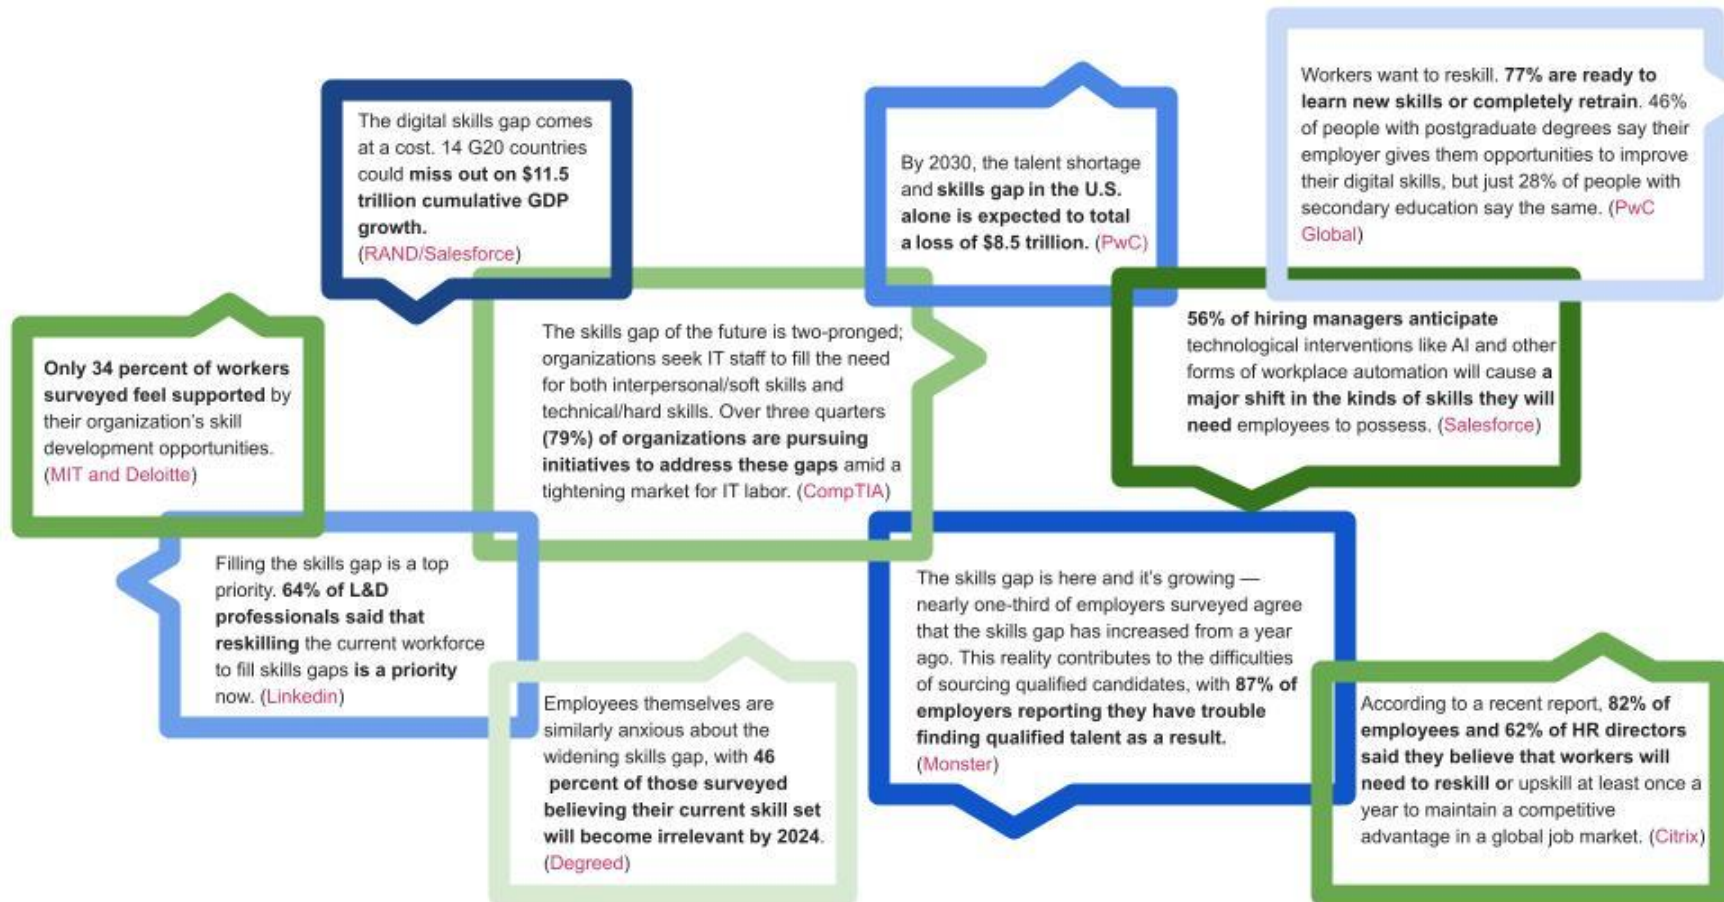 The digital skills gap comes
at a cost. 14 G20 countries
could miss out on $11.5
trillion cumulative GDP
growth.
(RAND/Salesforce)
By 2030, the talent shortage
and skills gap in the U.S.
alone is expected to total
a loss of $8.5 trillion. (PwC)
Workers want to reskill. 77% are ready to
learn new skills or completely retrain. 46%
of people with postgraduate degrees say their
employer gives them opportunities to improve
their digital skills, but just 28% of people with
secondary education say the same. (PwC
Global)
Only 34 percent of workers
surveyed feel supported by
their organization's skill
development opportunities.
(MIT and Deloitte)
The skills gap of the future is two-pronged;
organizations seek IT staff to fill the need
for both interpersonal/soft skills and
technical/hard skills. Over three quarters
(79%) of organizations are pursuing
initiatives to address these gaps amid a
tightening market for IT labor. (CompTIA)
56% of hiring managers anticipate
technological interventions like AI and other
forms of workplace automation will cause a
major shift in the kinds of skills they will
need employees to possess. (Salesforce)
Filling the skills gap is a top
priority. 64% of L&D
professionals said that
reskilling the current workforce
to fill skills gaps is a priority
now. (Linkedin)
Employees themselves are
similarly anxious about the
widening skills gap, with 46
percent of those surveyed
believing their current skill set
will become irrelevant by 2024.
(Degreed)
The skills gap is here and it's growing —
nearly one-third of employers surveyed agree
that the skills gap has increased from a year
ago. This reality contributes to the difficulties
of sourcing qualified candidates, with 87% of
employers reporting they have trouble
finding qualified talent as a result.
(Monster)
According to a recent report, 82% of
employees and 62% of HR directors
said they believe that workers will
need to reskill or upskill at least once a
year to maintain a competitive
advantage in a global job market. (Citrix)